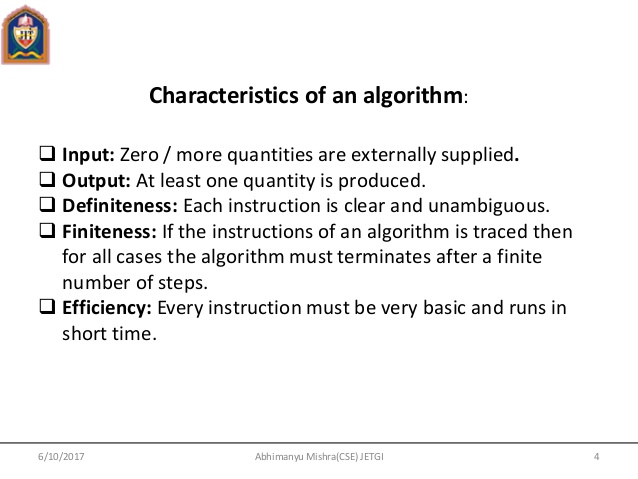 JIT
Characteristics of an algorithm:
❑ Input: Zero / more quantities are externally supplied.
❑ Output: At least one quantity is produced.
❑ Definiteness: Each instruction is clear and unambiguous.
❑ Finiteness: If the instructions of an algorithm is traced then
for all cases the algorithm must terminates after a finite
number of steps.
❑ Efficiency: Every instruction must be very basic and runs in
short time.
6/10/2017 Abhimanyu Mishra(CSE) JETGI 4